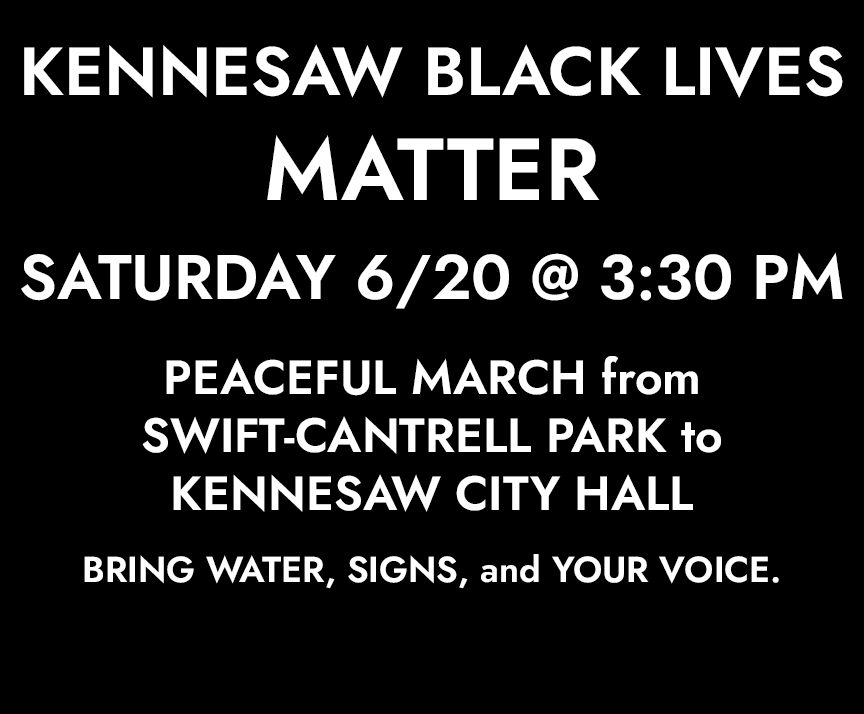 KENNESAW BLACK LIVES
MATTER
SATURDAY 6/20 @ 3:30 PM
PEACEFUL MARCH from
SWIFT-CANTRELL PARK to
KENNESAW CITY HALL
BRING WATER, SIGNS, and YOUR VOICE.